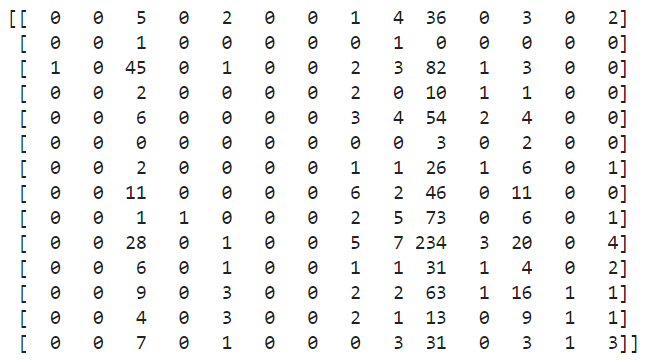 [[  0   0   5   0   2   0   0   1   4  36   0   3   0   2]
 [  0   0   1   0   0   0   0   0   1   0   0   0   0   0]
 [  1   0  45   0   1   0   0   2   3  82   1   3   0   0]
 [  0   0   2   0   0   0   0   2   0  10   1   1   0   0]
 [  0   0   6   0   0   0   0   3   4  54   2   4   0   0]
 [  0   0   0   0   0   0   0   0   0   3   0   2   0   0]
 [  0   0   2   0   0   0   0   1   1  26   1   6   0   1]
 [  0   0  11   0   0   0   0   6   2  46   0  11   0   0]
 [  0   0   1   1   0   0   0   2   5  73   0   6   0   1]
 [  0   0  28   0   1   0   0   5   7 234   3  20   0   4]
 [  0   0   6   0   1   0   0   1   1  31   1   4   0   2]
 [  0   0   9   0   3   0   0   2   2  63   1  16   1   1]
 [  0   0   4   0   3   0   0   2   1  13   0   9   1   1]
 [  0   0   7   0   1   0   0   0   3  31   0   3   1   3]]